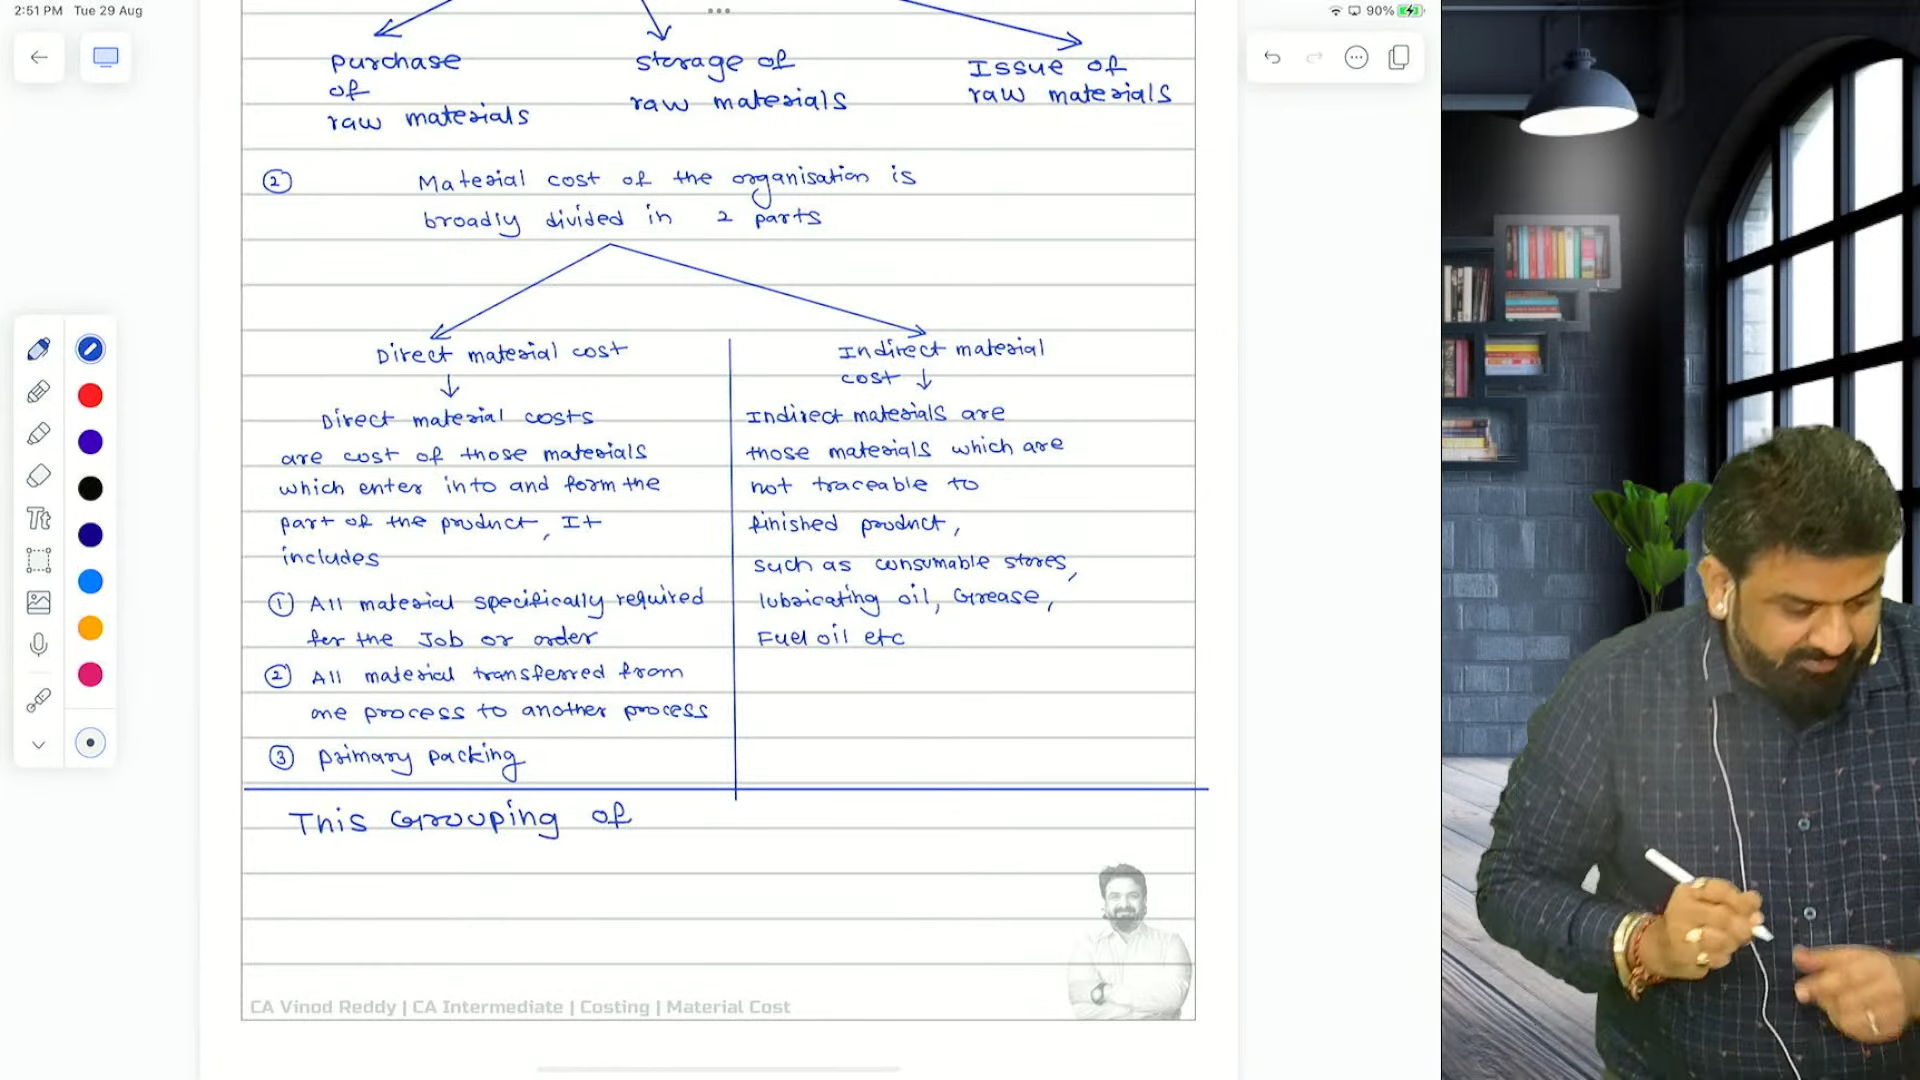 2:51 PM Tue 29 Aug
90%
purchase
of
raw materials
storage of
raw materials
Issue of
raw materials
2 Material cost of the organisation is
broadly divided in 2 parts
Direct material cost
Direct material costs
are cost of those materials
which enter into and form the
part of the product, It
includes
1 All material specifically required
for the Job or order
2 All material transferred from
one process to another process
3 primary packing
Indirect material
cost
Indirect materials are
those materials which are
not traceable to
finished product,
such as consumable stores,
lubricating oil, Grease,
Fuel oil etc
This Grouping of
Tt
CA Vinod Reddy | CA Intermediate | Costing | Material Cost